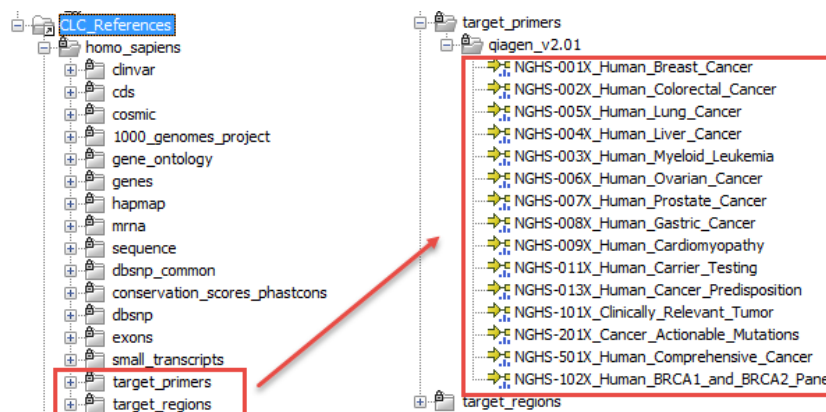 CLC_References
homo_sapiens
clinvar
cds
cosmic
1000_genomes_project
gene_ontology
genes
hapmap
mrna
sequence
dbsnp_common
conservation_scores_phastcons
dbsnp
exons
small_transcripts
target_primers
target_regions
target_primers
qiagen_v2.01
NGHS-001X_Human_Breast_Cancer
NGHS-002X_Human_Colorectal_Cancer
NGHS-005X_Human_Lung_Cancer
NGHS-004X_Human_Liver_Cancer
NGHS-003X_Human_Myeloid_Leukemia
NGHS-006X_Human_Ovarian_Cancer
NGHS-007X_Human_Prostate_Cancer
NGHS-008X_Human_Gastric_Cancer
NGHS-009X_Human_Cardiomyopathy
NGHS-011X_Human_Carrier_Testing
NGHS-013X_Human_Cancer_Predisposition
NGHS-101X_Clinically_Relevant_Tumor
NGHS-201X_Cancer_Actionable_Mutations
NGHS-501X_Human_Comprehensive_Cancer
NGHS-102X_Human_BRCA1_and_BRCA2_Pane
target_regions